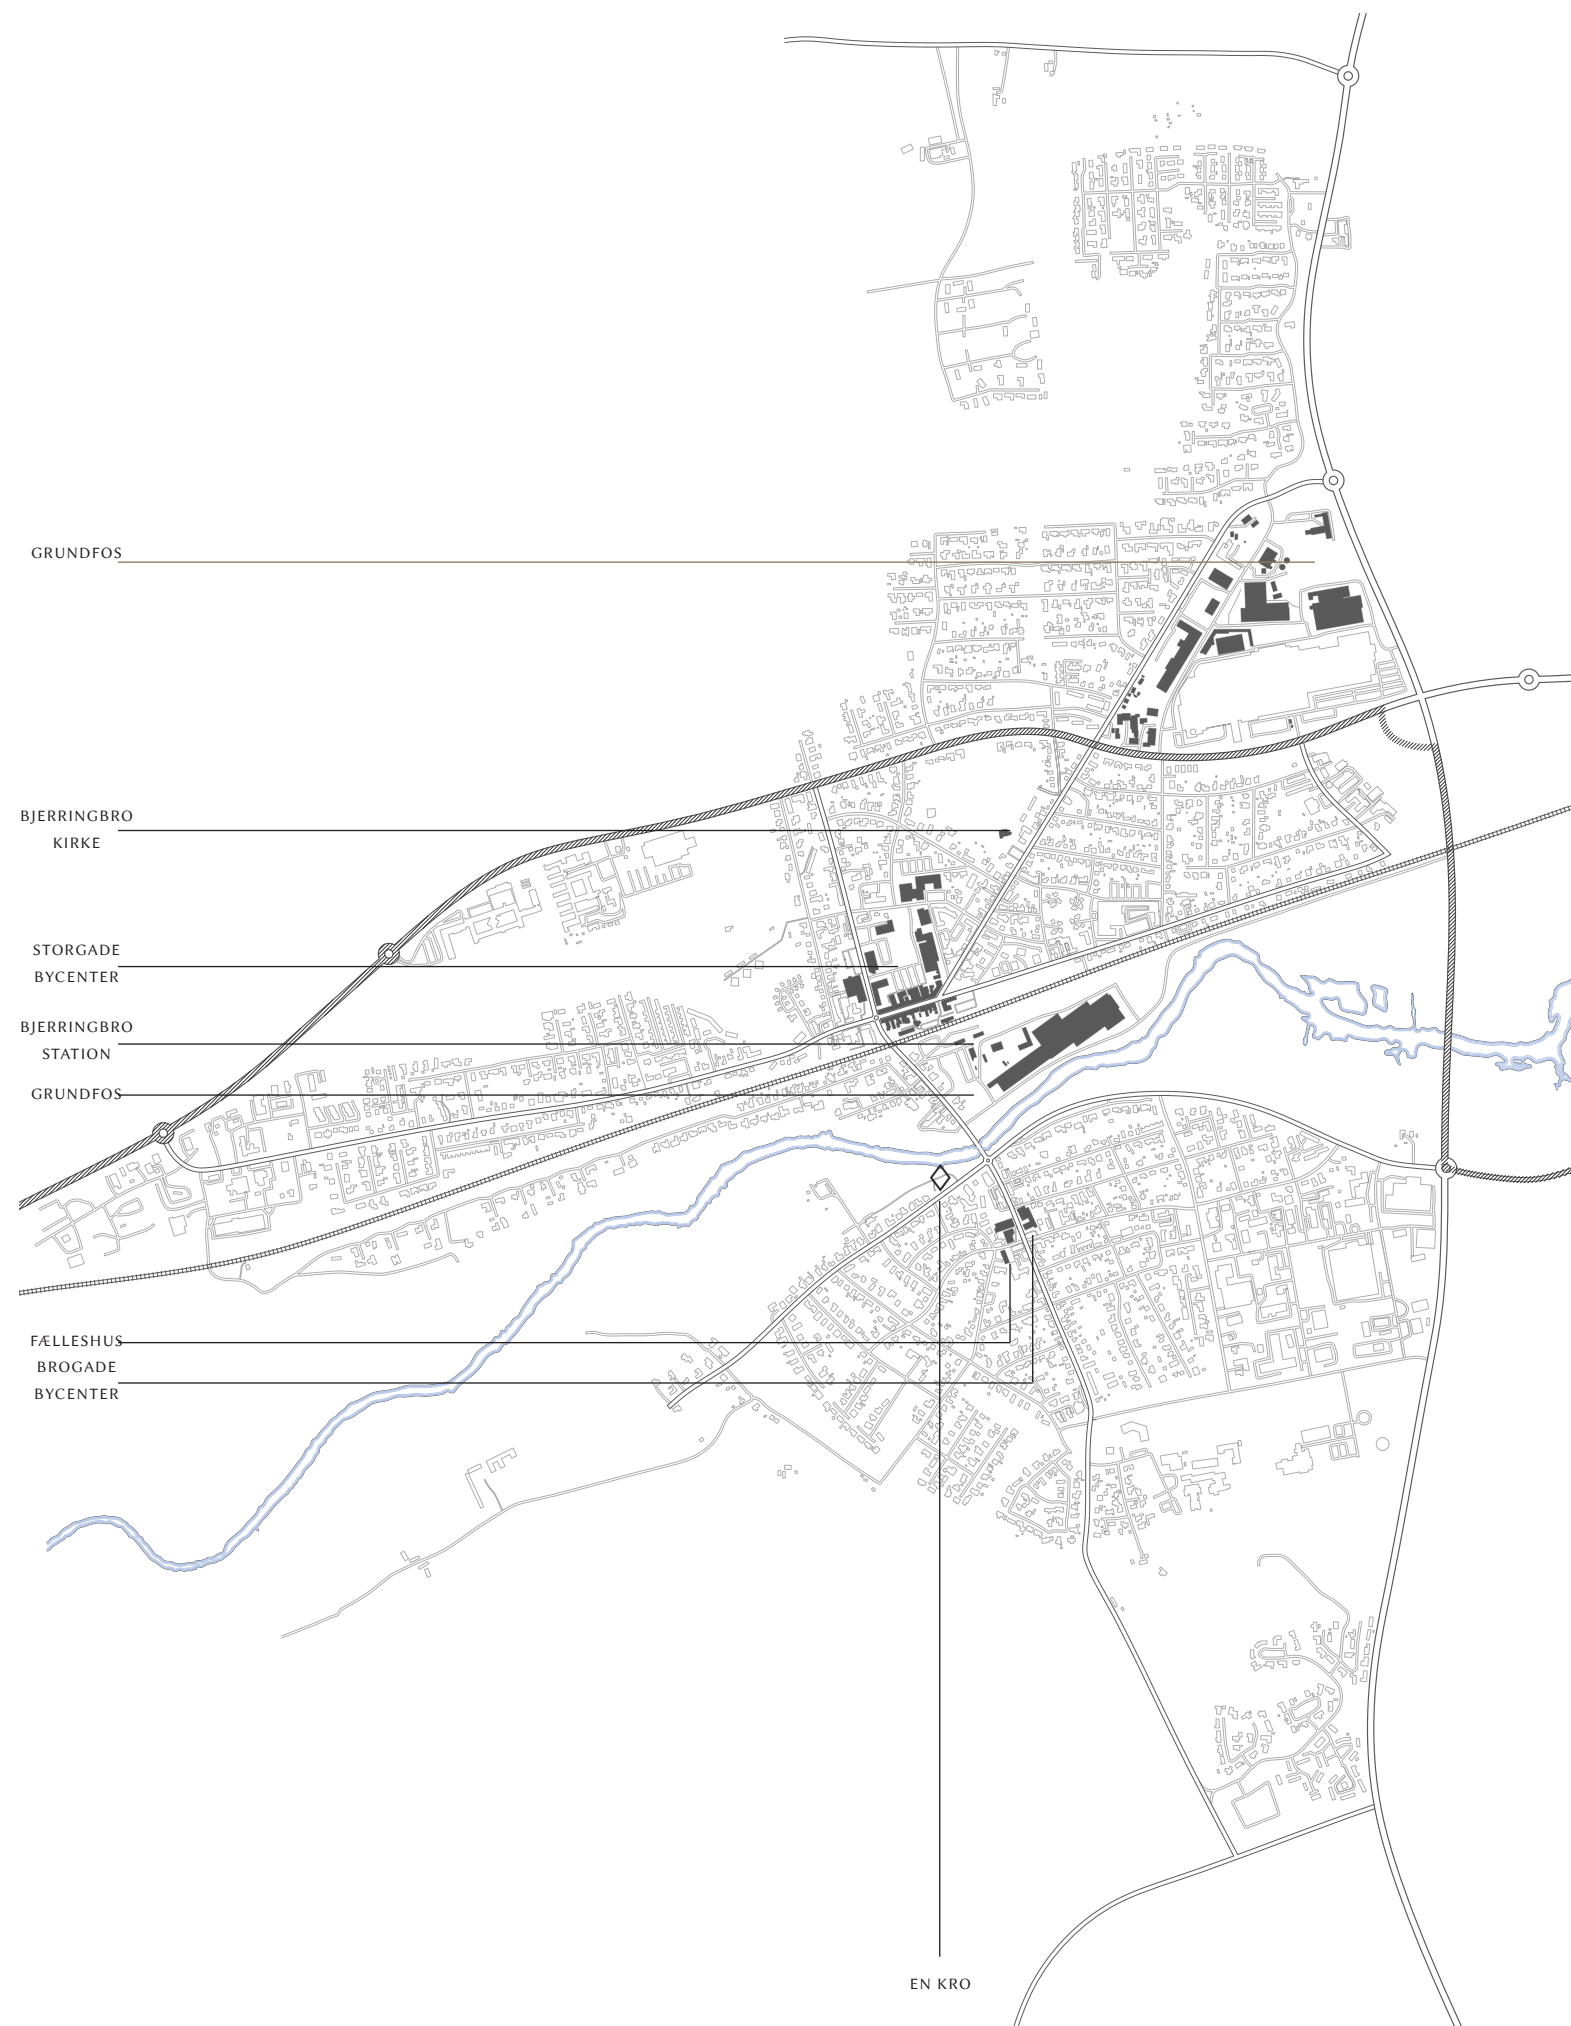 GRUNDFOS
BJERRINGBRO
KIRKE
STORGADE
BYCENTER
BJERRINGBRO
STATION
GRUNDFOS
FÆLLESHUS
BROGADE
BYCENTER
EN KRO